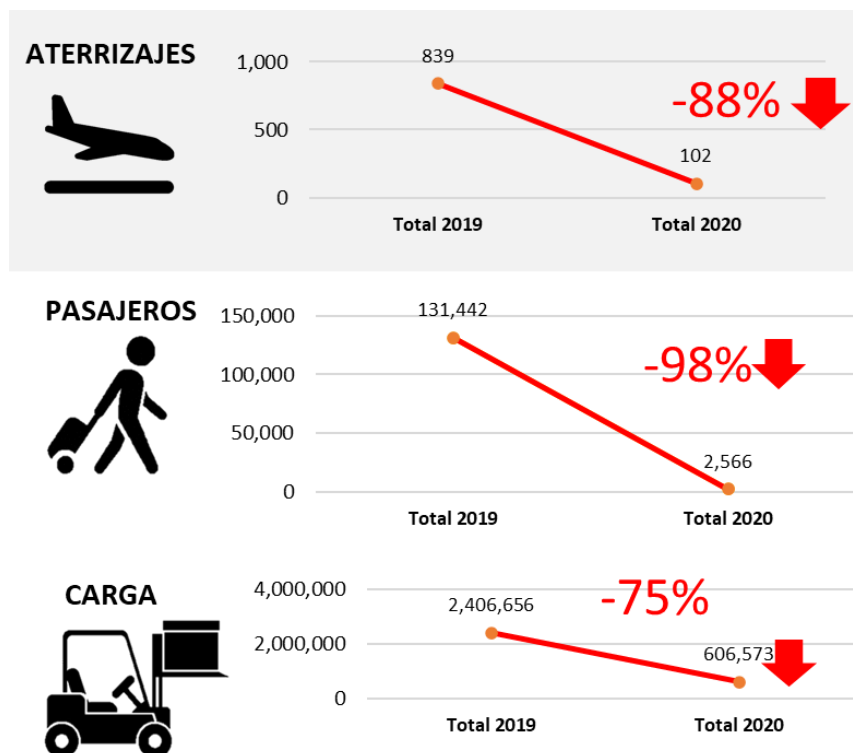 ATERRIZAJES
1,000
500
0
839
102
-88%
Total 2019
Total 2020
PASAJEROS
150,000
100,000
50,000
0
131,442
2,566
-98%
Total 2019
Total 2020
CARGA
4,000,000
2,000,000
0
2,406,656
606,573
-75%
Total 2019
Total 2020